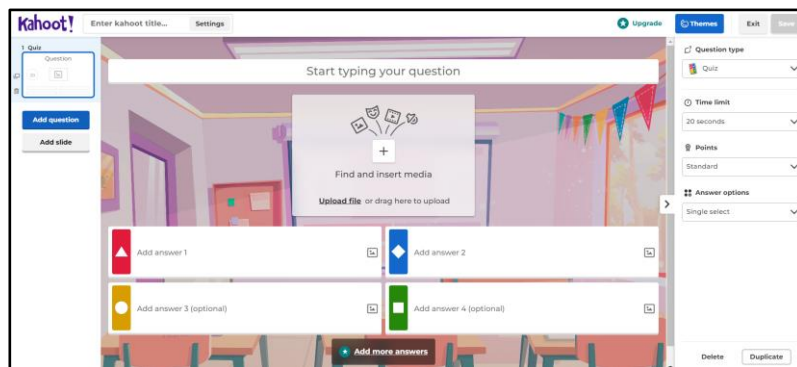 Kahoot!
Enter kahoot title...
Settings
Upgrade
Themes
Exit
Save
1 Quiz
Question
Add question
Add slide
Start typing your question
Find and insert media
Upload file or drag here to upload
Add answer 1
Add answer 2
Add answer 3 (optional)
Add answer 4 (optional)
Add more answers
Question type
Quiz
Time limit
20 seconds
Points
Standard
Answer options
Single select
Delete
Duplicate